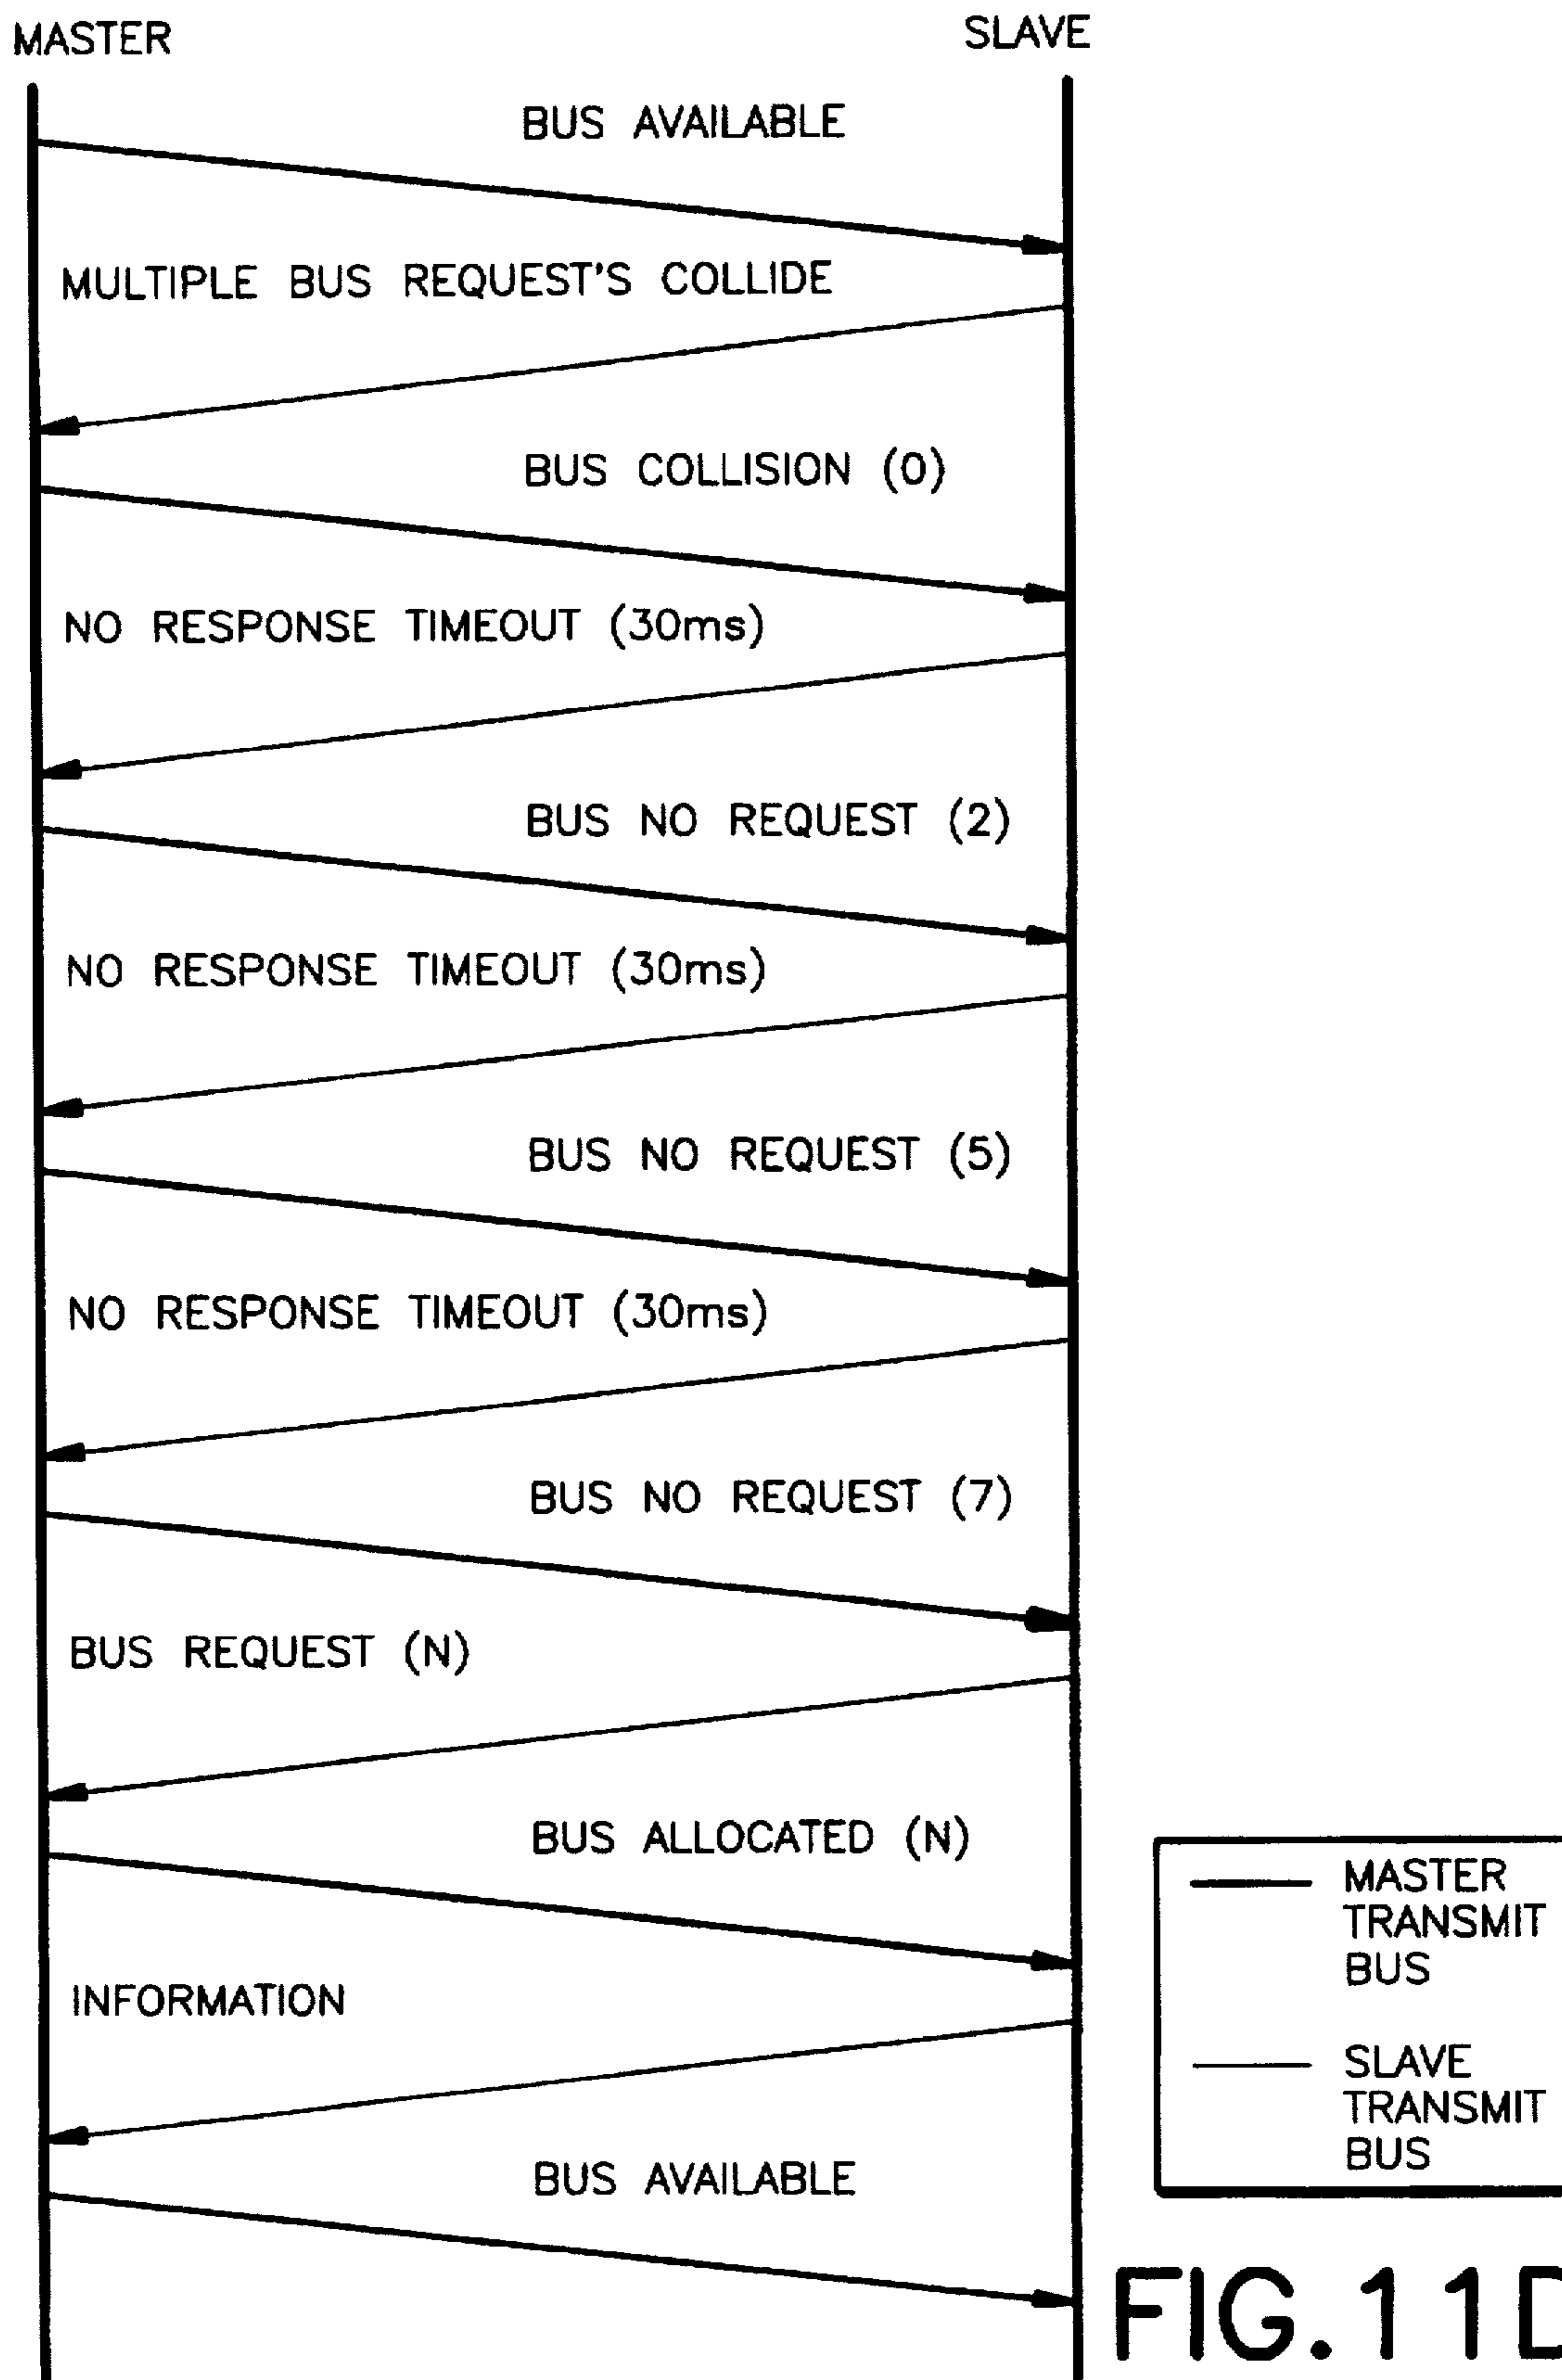 MASTER
SLAVE
BUS AVAILABLE
MULTIPLE BUS REQUEST'S COLLIDE
BUS COLLISION (0)
NO RESPONSE TIMEOUT (30ms)
BUS NO REQUEST (2)
NO RESPONSE TIMEOUT (30ms)
BUS NO REQUEST (5)
NO RESPONSE TIMEOUT (30ms)
BUS NO REQUEST (7)
BUS REQUEST (N)
BUS ALLOCATED (N)
INFORMATION
BUS AVAILABLE
MASTER
TRANSMIT
BUS
SLAVE
TRANSMIT
BUS
FIG.11D